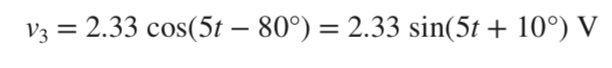 v₃ = 2.33 cos(5t − 80°) = 2.33 sin(5t + 10°) V